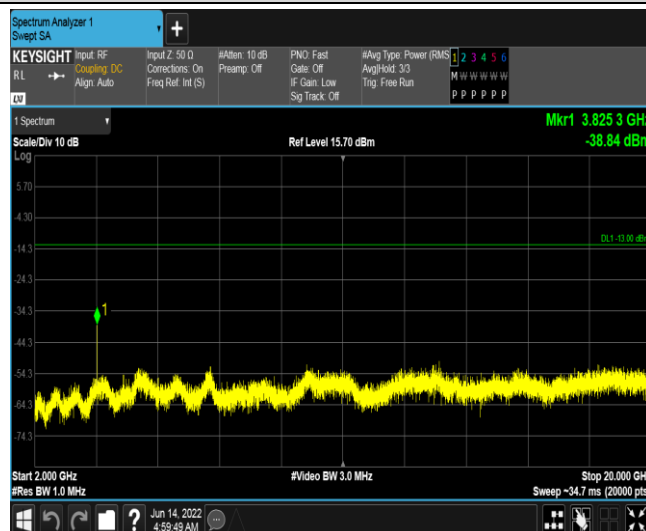 Spectrum Analyzer 1
Swept SA
+
KEYSIGHT Input: RF Input Z: 50 Ω #Atten: 10 dB PNO: Fast #Avg Type: Power (RMS 1 2 3 4 5 6
RL Coupling: DC Corrections: On Preamp: Off Gate: Off Avg|Hold: 3/3 M W W W W W
Align: Auto Freq Ref: Int (S) IF Gain: Low Trig: Free Run
Sig Track: Off P P P P P P
LXI
1 Spectrum Mkr1 3.825 3 GHz
Scale/Div 10 dB Ref Level 15.70 dBm -38.84 dBm
Log
5.70
-4.30
DL1 -13.00 dBm
-14.3
-24.3
-34.3
1
-44.3
-54.3
-64.3
-74.3
Start 2.000 GHz #Video BW 3.0 MHz Stop 20.000 GHz
#Res BW 1.0 MHz Sweep ~34.7 ms (20000 pts)
? Jun 14, 2022
4:59:49 AM